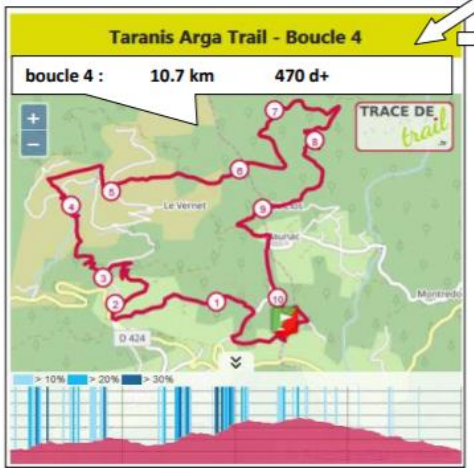 Taranis Arga Trail - Boucle 4
boucle 4 : 10.7 km 470 d+
+
−
TRACE DE
trail
7
8
6
5
Le Vernet
4
9
3
2
1
10
Montredo
D 424
> 10% > 20% > 30%